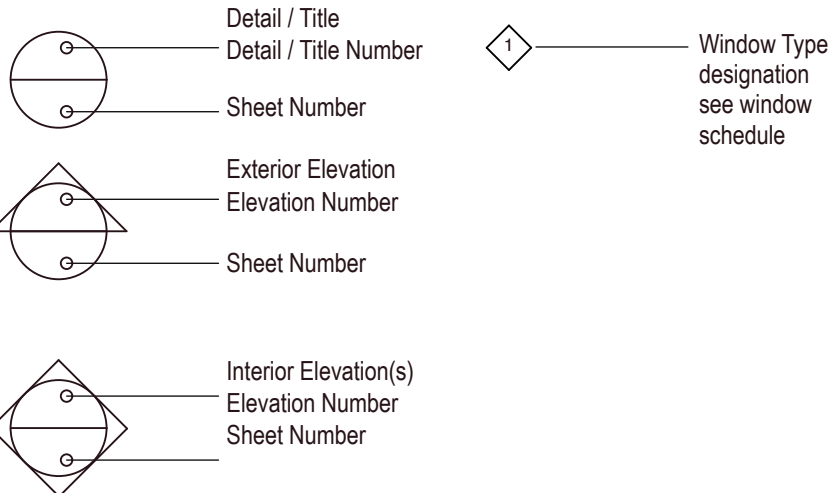 Detail / Title
Detail / Title Number
Sheet Number
Exterior Elevation
Elevation Number
Sheet Number
Interior Elevation(s)
Elevation Number
Sheet Number
1
Window Type
designation
see window
schedule